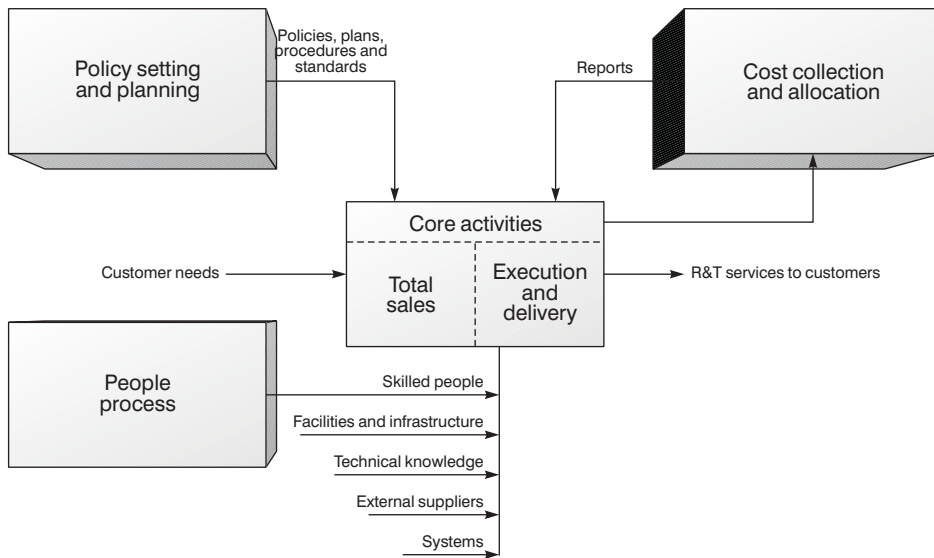 Policy setting
and planning
Policies, plans,
procedures and
standards
Reports
Cost collection
and allocation
Core activities
Customer needs
Total
sales
Execution
and
delivery
R&T services to customers
People
process
Skilled people
Facilities and infrastructure
Technical knowledge
External suppliers
Systems